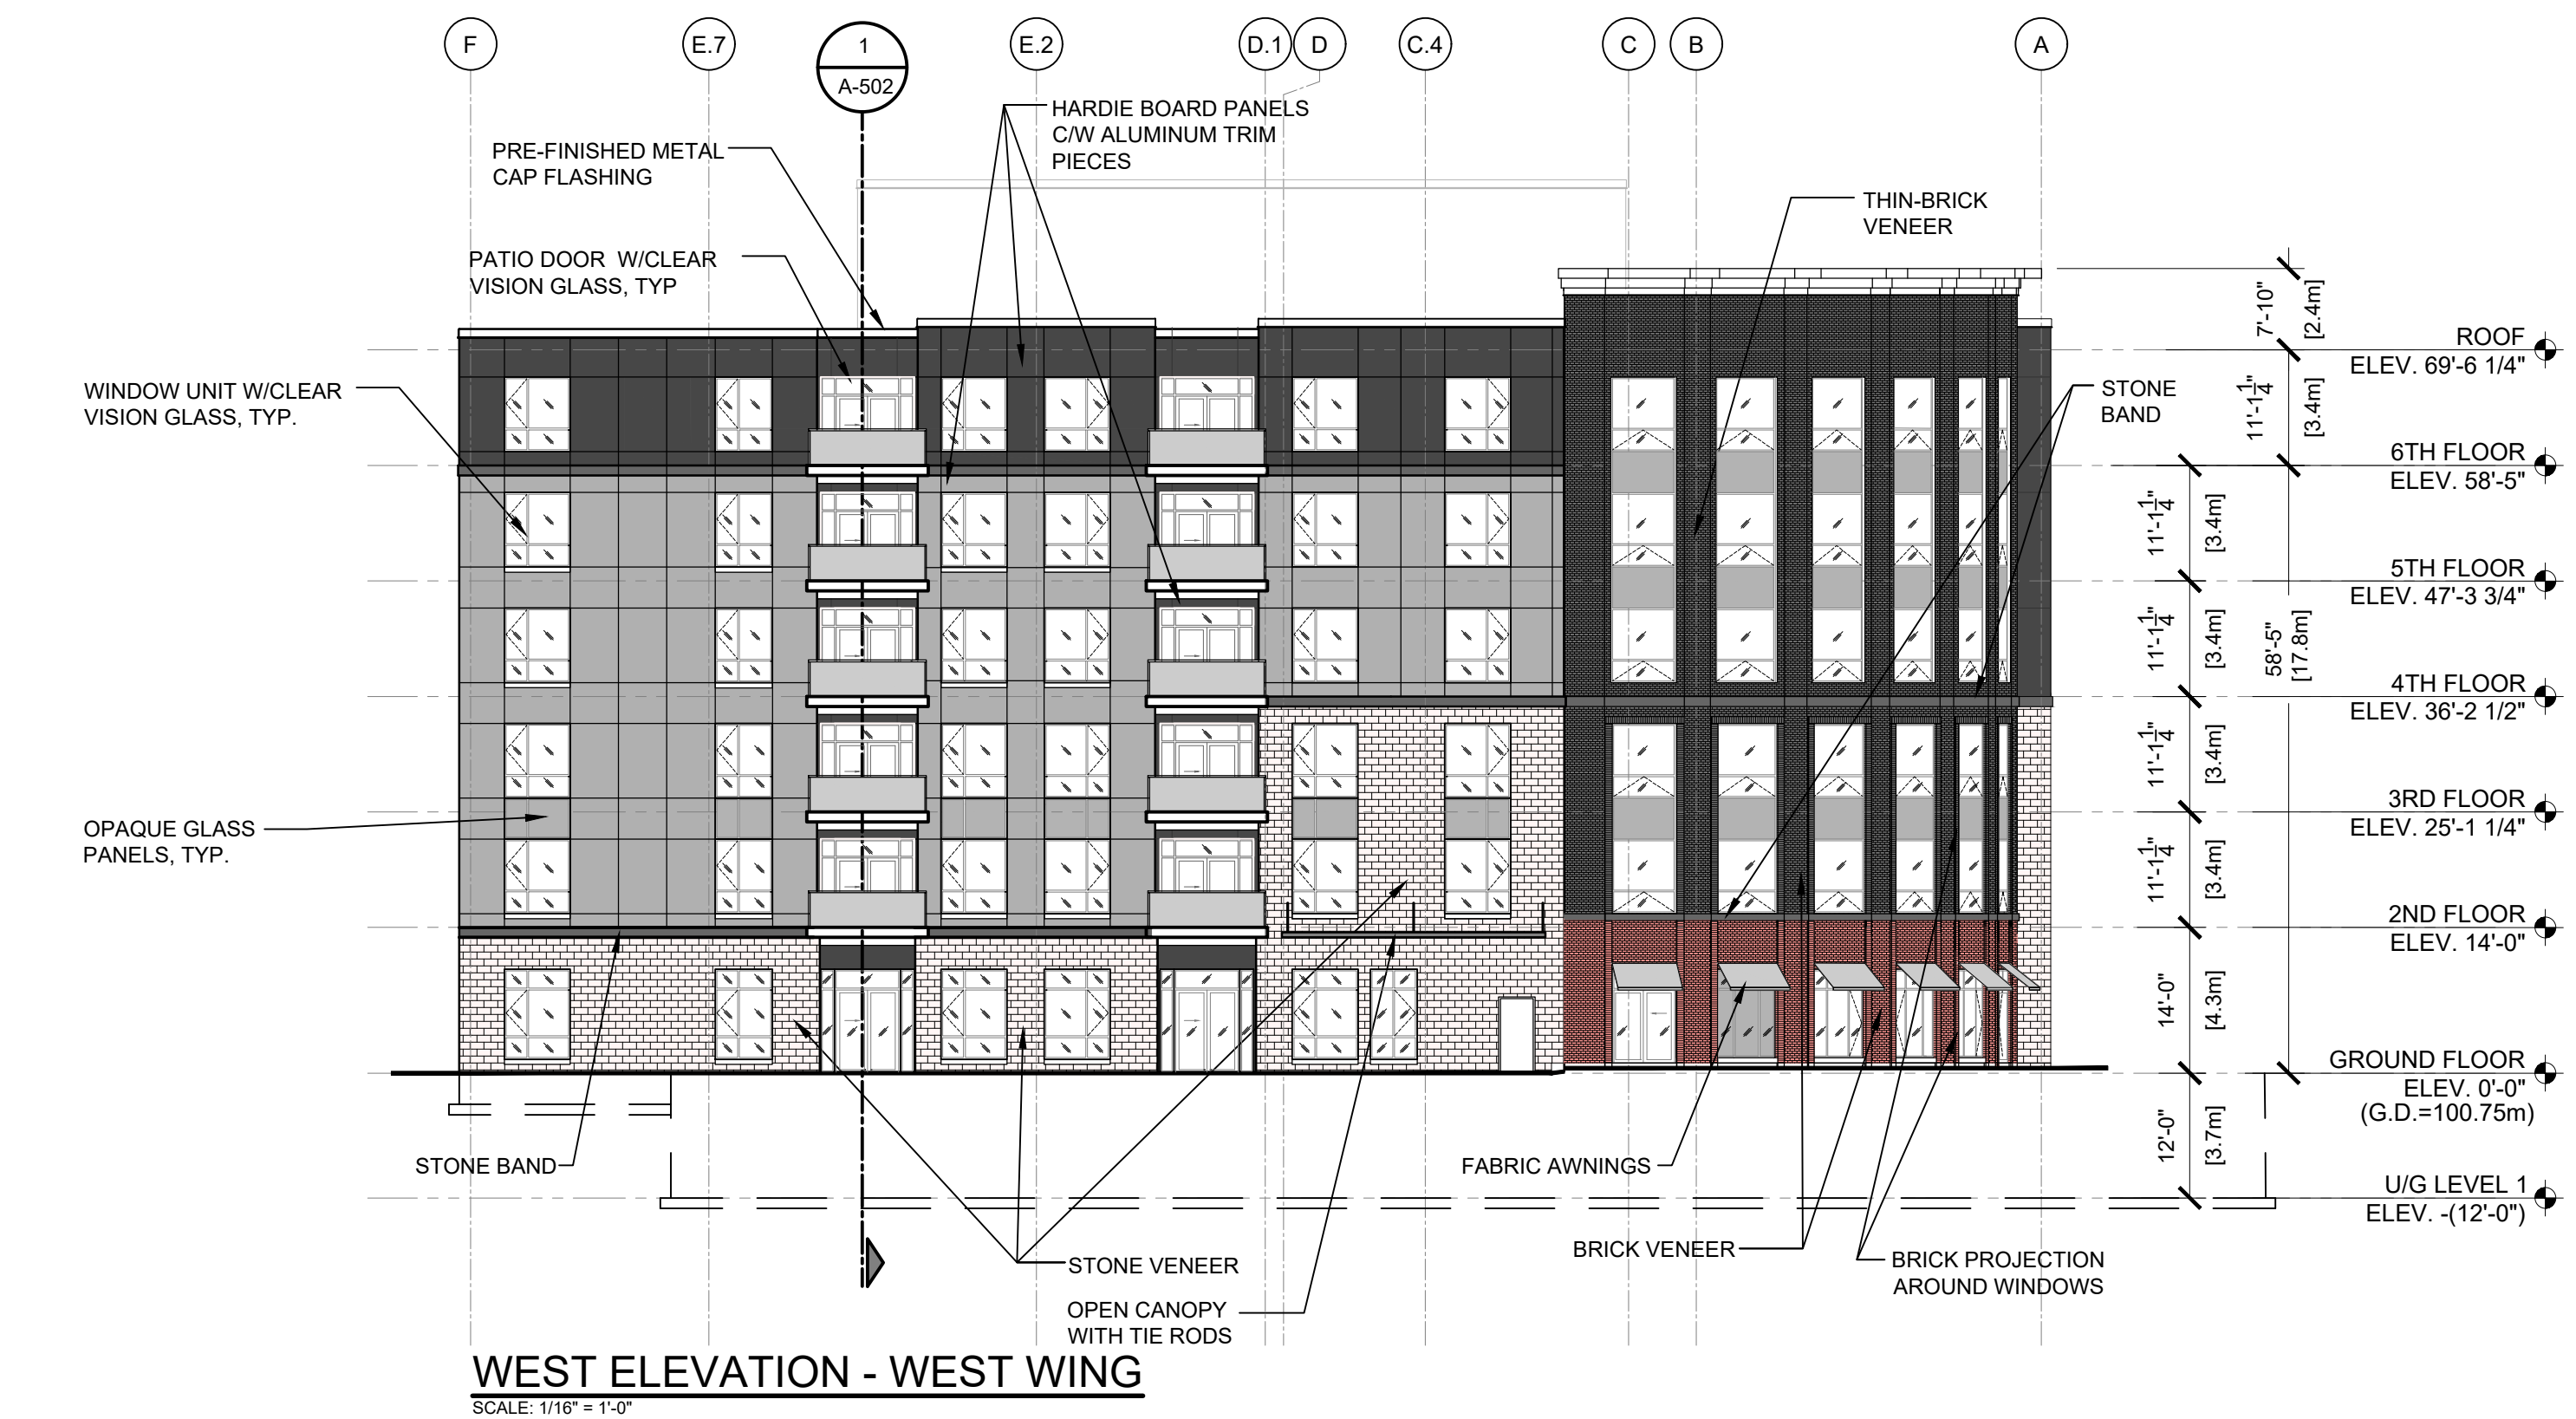 F
E.7
1
A-502
E.2
D.1
D
C.4
C
B
A
HARDIE BOARD PANELS
C/W ALUMINUM TRIM
PIECES
PRE-FINISHED METAL
CAP FLASHING
THIN-BRICK
VENEER
PATIO DOOR W/CLEAR
VISION GLASS, TYP
WINDOW UNIT W/CLEAR
VISION GLASS, TYP.
STONE
BAND
OPAQUE GLASS
PANELS, TYP.
7'-10"
[2.4m]
11'-1 1/4"
[3.4m]
11'-1 1/4"
[3.4m]
11'-1 1/4"
[3.4m]
58'-5"
[17.8m]
11'-1 1/4"
[3.4m]
11'-1 1/4"
[3.4m]
14'-0"
[4.3m]
12'-0"
[3.7m]
ROOF
ELEV. 69'-6 1/4"
6TH FLOOR
ELEV. 58'-5"
5TH FLOOR
ELEV. 47'-3 3/4"
4TH FLOOR
ELEV. 36'-2 1/2"
3RD FLOOR
ELEV. 25'-1 1/4"
2ND FLOOR
ELEV. 14'-0"
GROUND FLOOR
ELEV. 0'-0"
(G.D.=100.75m)
U/G LEVEL 1
ELEV. -(12'-0")
STONE BAND
FABRIC AWNINGS
STONE VENEER
BRICK VENEER
BRICK PROJECTION
AROUND WINDOWS
OPEN CANOPY
WITH TIE RODS
WEST ELEVATION - WEST WING
SCALE: 1/16" = 1'-0"